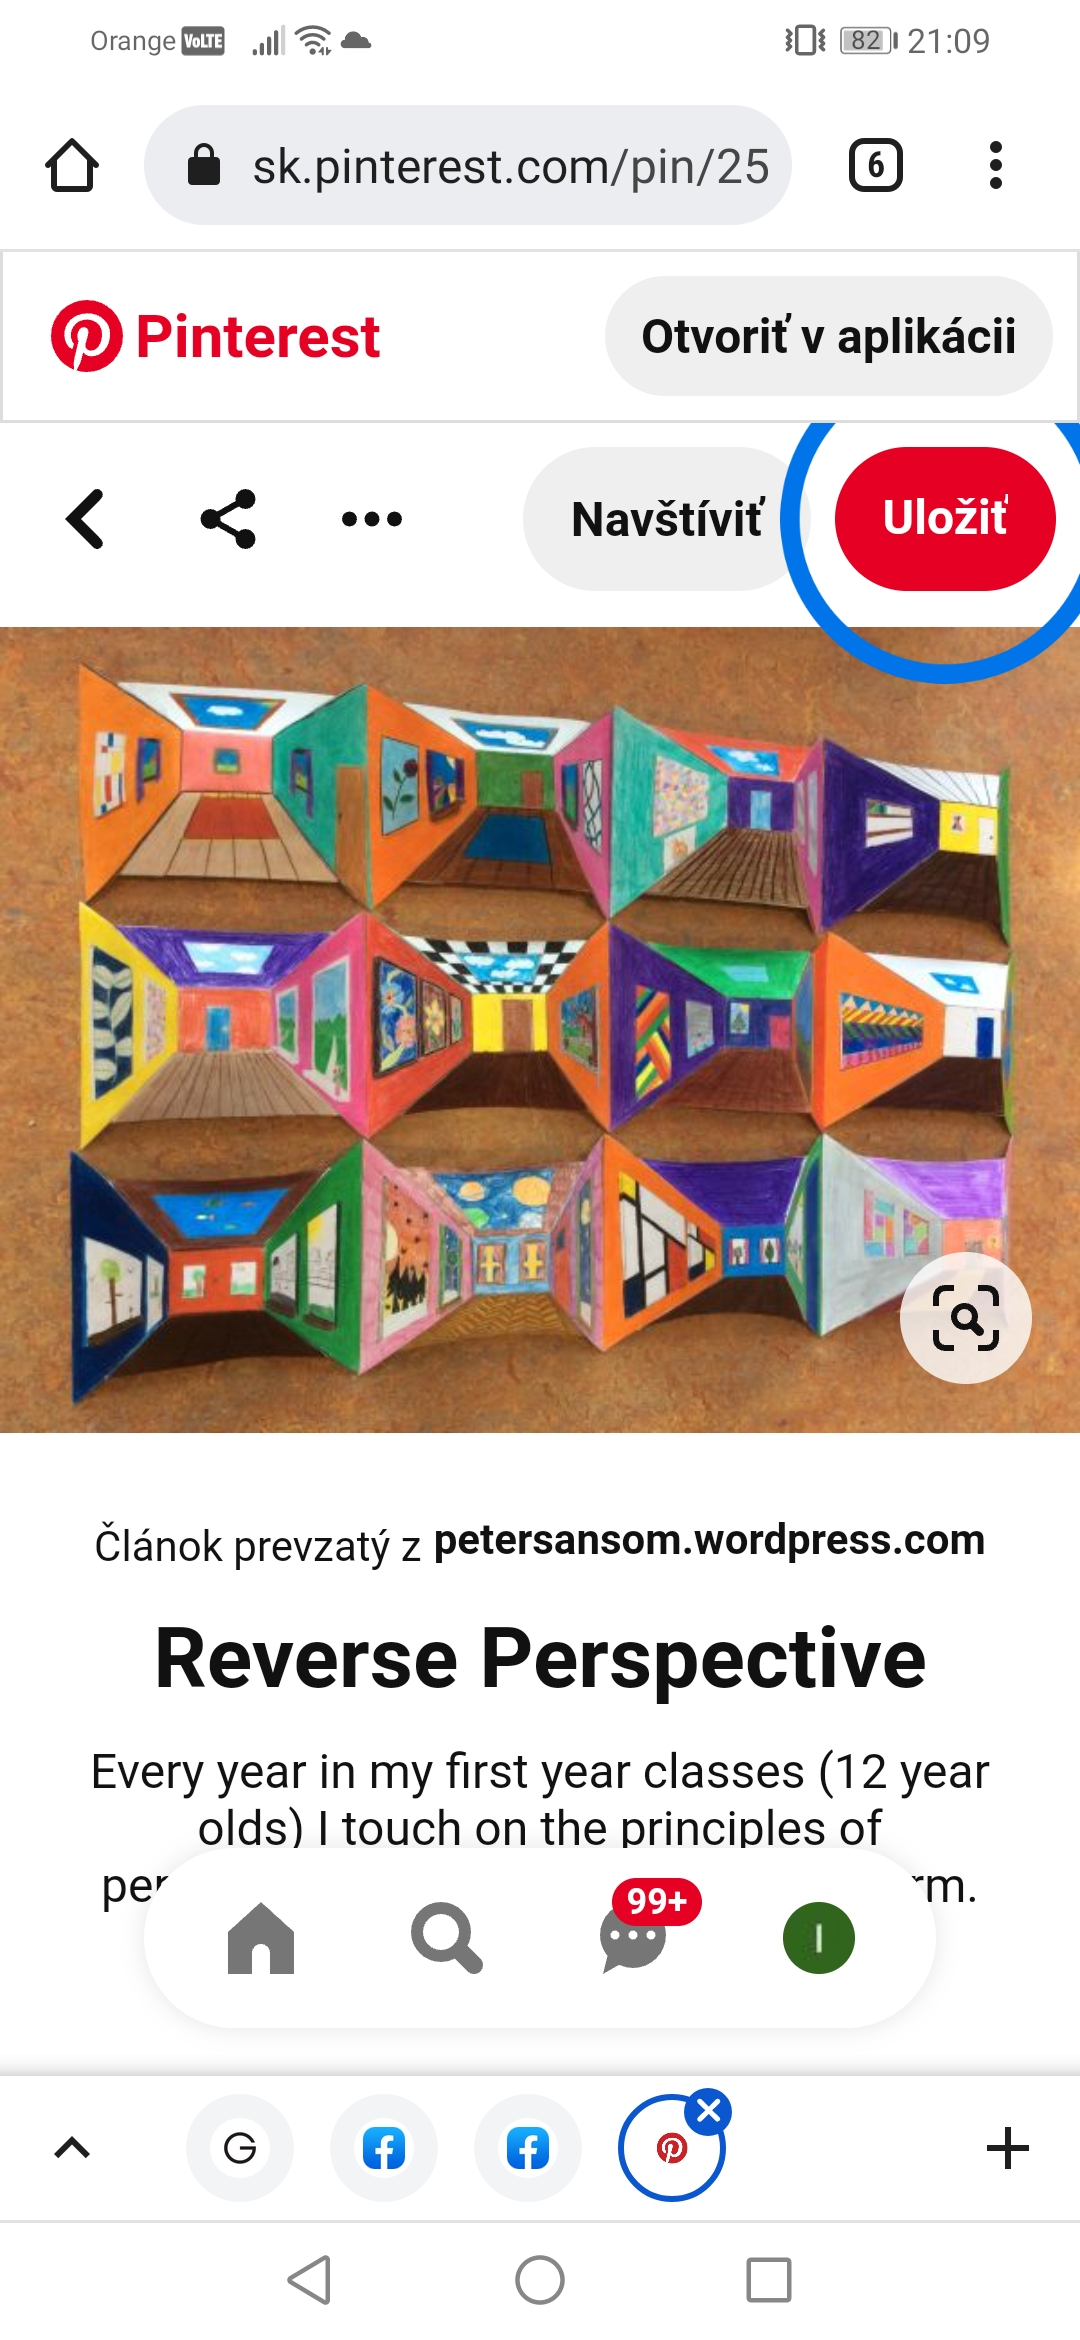 Orange VoLTE 82 21:09
sk.pinterest.com/pin/25 6
Pinterest Otvoriť v aplikácii
Navštíviť Uložiť
Článok prevzatý z petersansom.wordpress.com
Reverse Perspective
Every year in my first year classes (12 year
olds) I touch on the principles of
99+